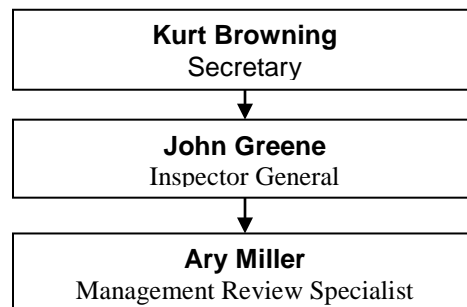 Kurt Browning
Secretary
John Greene
Inspector General
Ary Miller
Management Review Specialist